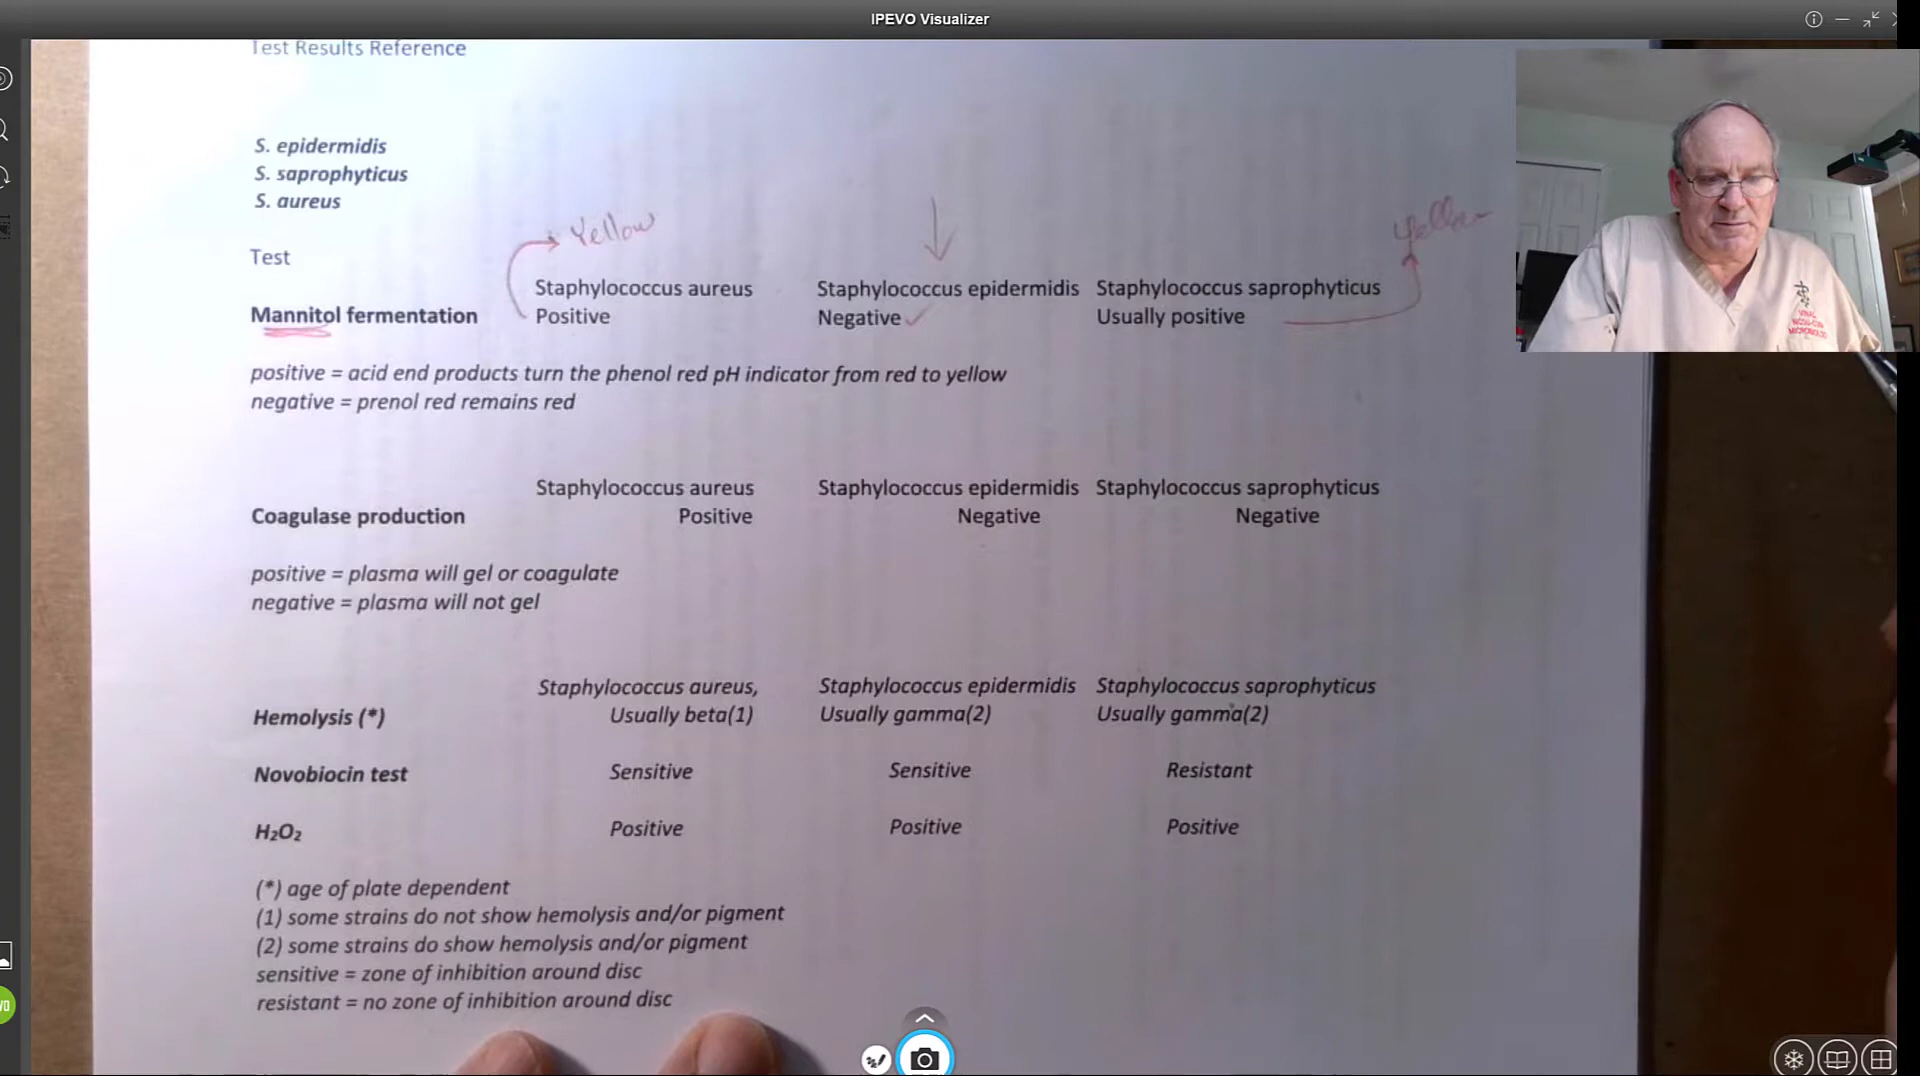 IPEVO Visualizer
Test Results Reference
S. epidermidis
S. saprophyticus
S. aureus
Yellow
Yellow
Test
Staphylococcus aureus Staphylococcus epidermidis Staphylococcus saprophyticus
Mannitol fermentation Positive Negative Usually positive
positive = acid end products turn the phenol red pH indicator from red to yellow
negative = prenol red remains red
Staphylococcus aureus Staphylococcus epidermidis Staphylococcus saprophyticus
Coagulase production Positive Negative Negative
positive = plasma will gel or coagulate
negative = plasma will not gel
Staphylococcus aureus, Staphylococcus epidermidis Staphylococcus saprophyticus
Hemolysis (*) Usually beta(1) Usually gamma(2) Usually gamma(2)
Novobiocin test Sensitive Sensitive Resistant
H₂O₂ Positive Positive Positive
(*) age of plate dependent
(1) some strains do not show hemolysis and/or pigment
(2) some strains do show hemolysis and/or pigment
sensitive = zone of inhibition around disc
resistant = no zone of inhibition around disc